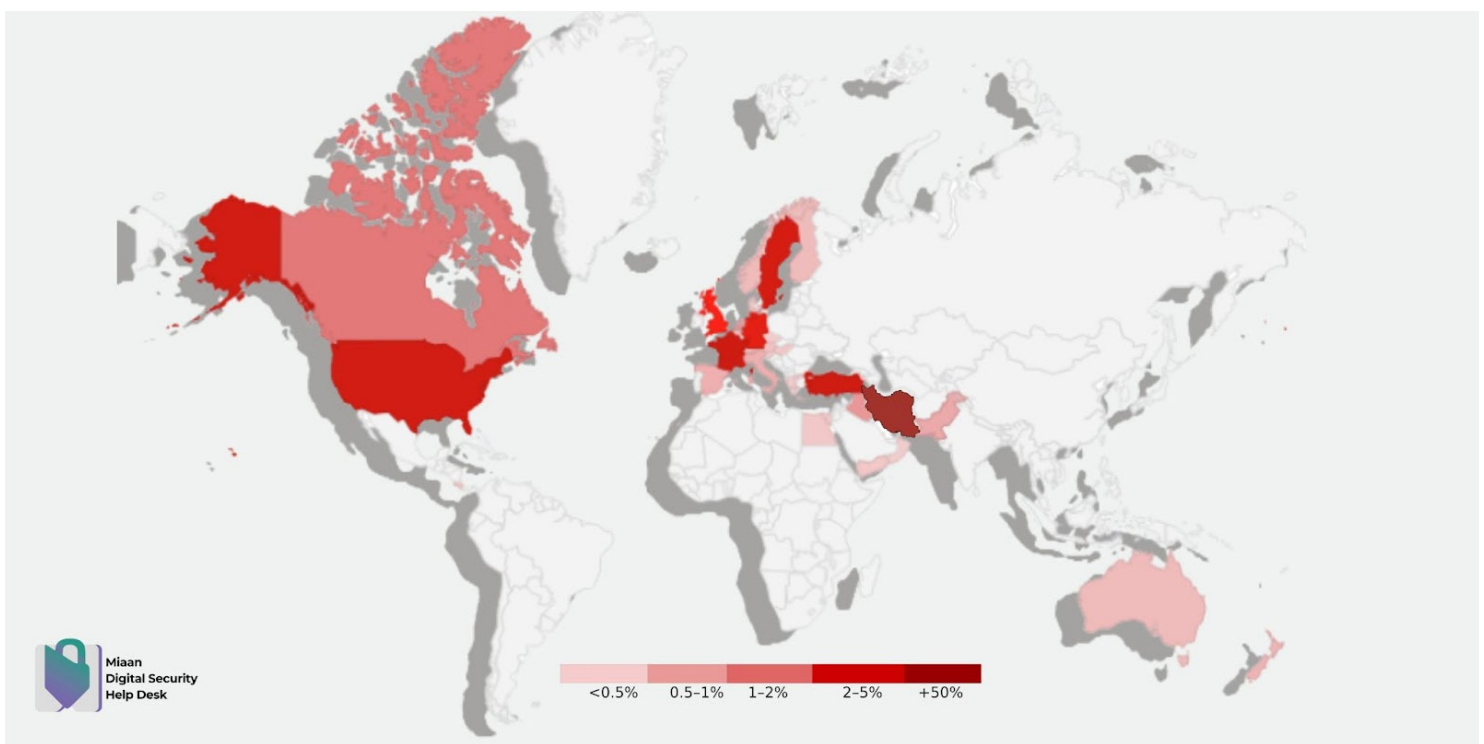 Miaan
Digital Security
Help Desk
<0.5% 0.5–1% 1–2% 2–5% +50%